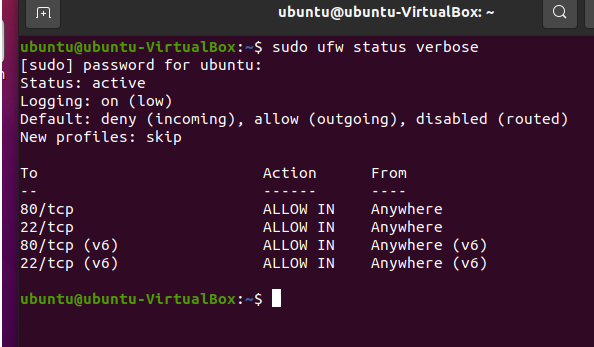 ubuntu@ubuntu-VirtualBox: ~
ubuntu@ubuntu-VirtualBox:~$ sudo ufw status verbose
[sudo] password for ubuntu:
Status: active
Logging: on (low)
Default: deny (incoming), allow (outgoing), disabled (routed)
New profiles: skip
To                         Action      From
--                         ------      ----
80/tcp                     ALLOW IN    Anywhere
22/tcp                     ALLOW IN    Anywhere
80/tcp (v6)                ALLOW IN    Anywhere (v6)
22/tcp (v6)                ALLOW IN    Anywhere (v6)
ubuntu@ubuntu-VirtualBox:~$